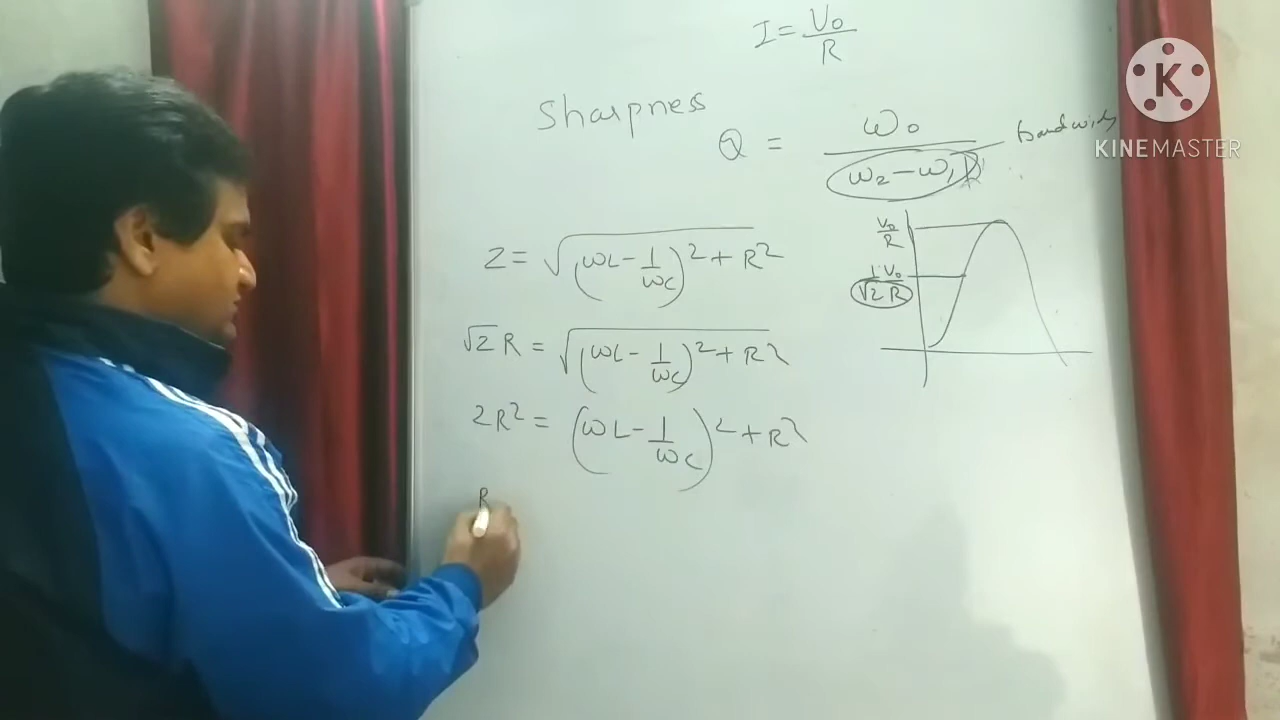 I = V₀/R
Sharpness
Q = ω₀/(ω₂ − ω₁)
K
KINEMASTER
V₀/R
1/√2 V₀/R
Z = √((ωL − 1/ωC)² + R²)
√2 R = √((ωL − 1/ωC)² + R²)
2R² = (ωL − 1/ωC)² + R²
R